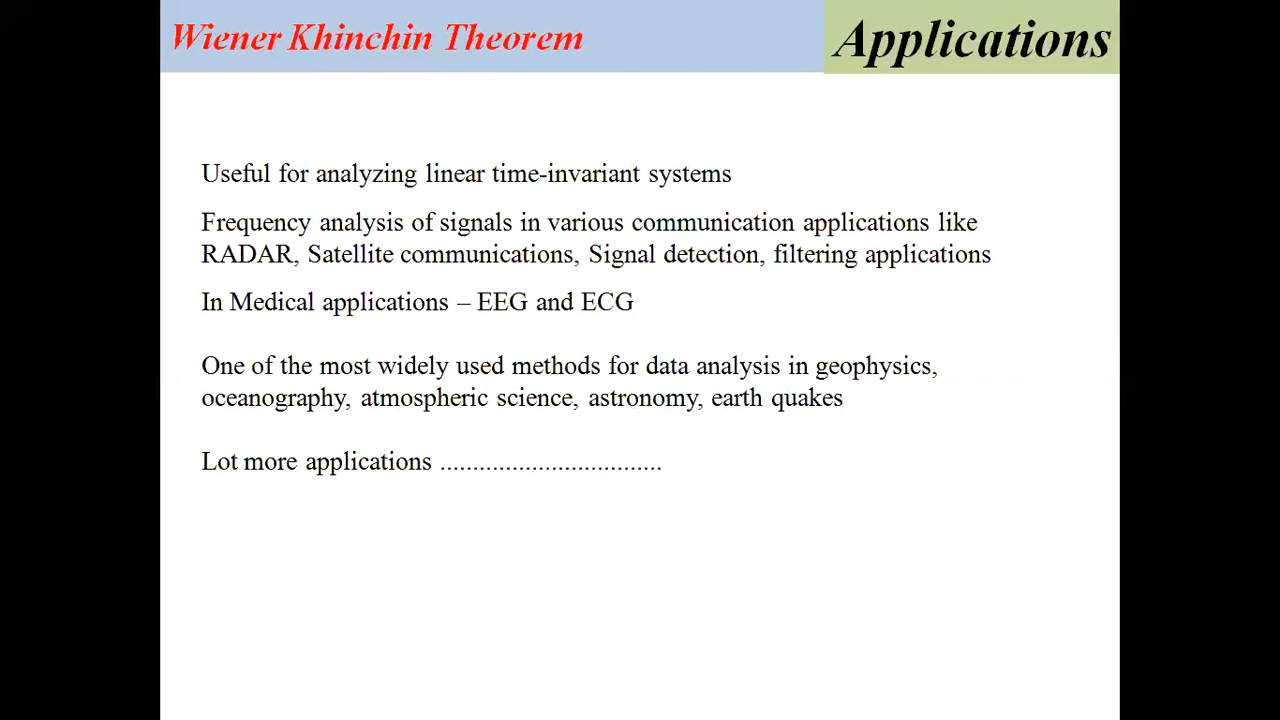 Wiener Khinchin Theorem
Applications
Useful for analyzing linear time-invariant systems
Frequency analysis of signals in various communication applications like
RADAR, Satellite communications, Signal detection, filtering applications
In Medical applications – EEG and ECG
One of the most widely used methods for data analysis in geophysics,
oceanography, atmospheric science, astronomy, earth quakes
Lot more applications ..................................